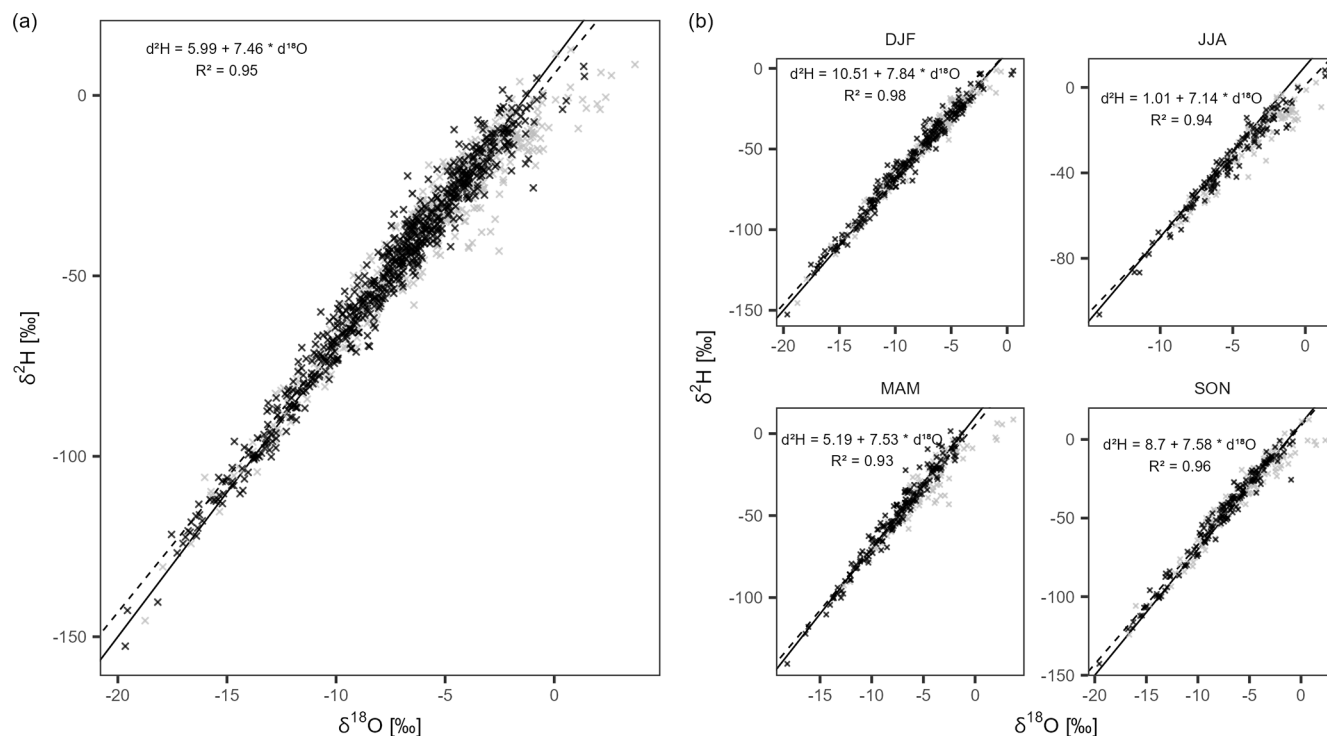 (a)
d²H = 5.99 + 7.46 * d¹⁸O
R² = 0.95
0
-50
-100
-150
δ²H [‰]
-20 -15 -10 -5 0
δ¹⁸O [‰]
(b)
DJF
d²H = 10.51 + 7.84 * d¹⁸O
R² = 0.98
0
-50
-100
-150
-20 -15 -10 -5 0
JJA
d²H = 1.01 + 7.14 * d¹⁸O
R² = 0.94
0
-40
-80
-10 -5 0
MAM
d²H = 5.19 + 7.53 * d¹⁸O
R² = 0.93
0
-50
-100
-15 -10 -5 0
SON
d²H = 8.7 + 7.58 * d¹⁸O
R² = 0.96
0
-50
-100
-150
-20 -15 -10 -5 0
δ²H [‰]
δ¹⁸O [‰]